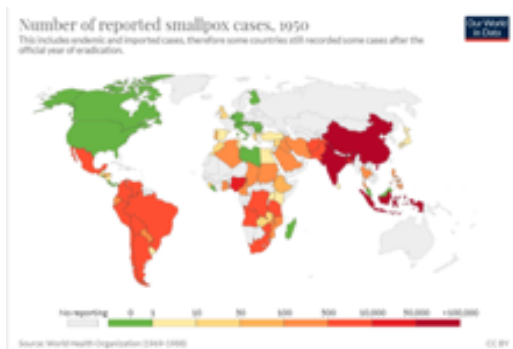 Number of reported smallpox cases, 1950
Our World
in Data
This includes endemic and imported cases, therefore some countries still recorded some cases after the
official year of eradication.
No reporting 0 1 10 50 100 500 10,000 50,000 >100,000
Source: World Health Organization (1969-1988) CC BY